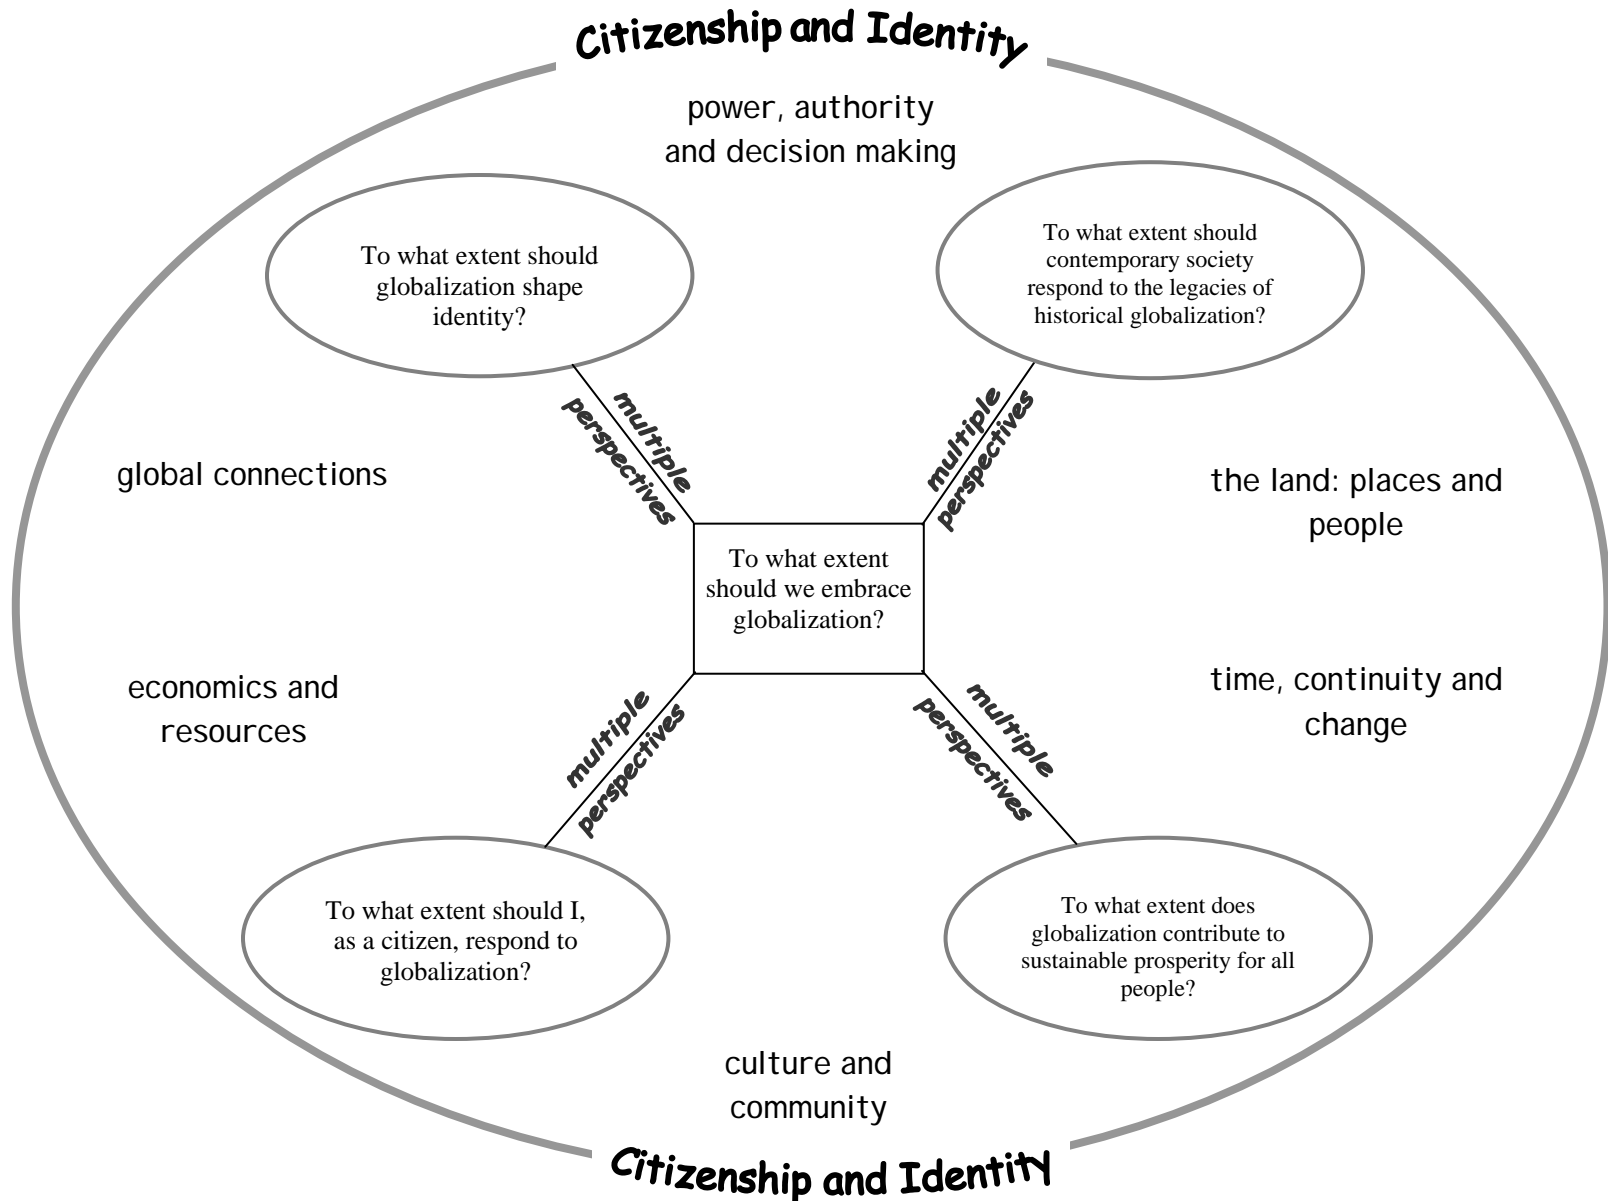 Citizenship and Identity
power, authority
and decision making
To what extent should
globalization shape
identity?
To what extent should
contemporary society
respond to the legacies of
historical globalization?
multiple
perspectives
multiple
perspectives
global connections
the land: places and
people
To what extent
should we embrace
globalization?
economics and
resources
time, continuity and
change
multiple
perspectives
multiple
perspectives
To what extent should I,
as a citizen, respond to
globalization?
To what extent does
globalization contribute to
sustainable prosperity for all
people?
culture and
community
Citizenship and Identity